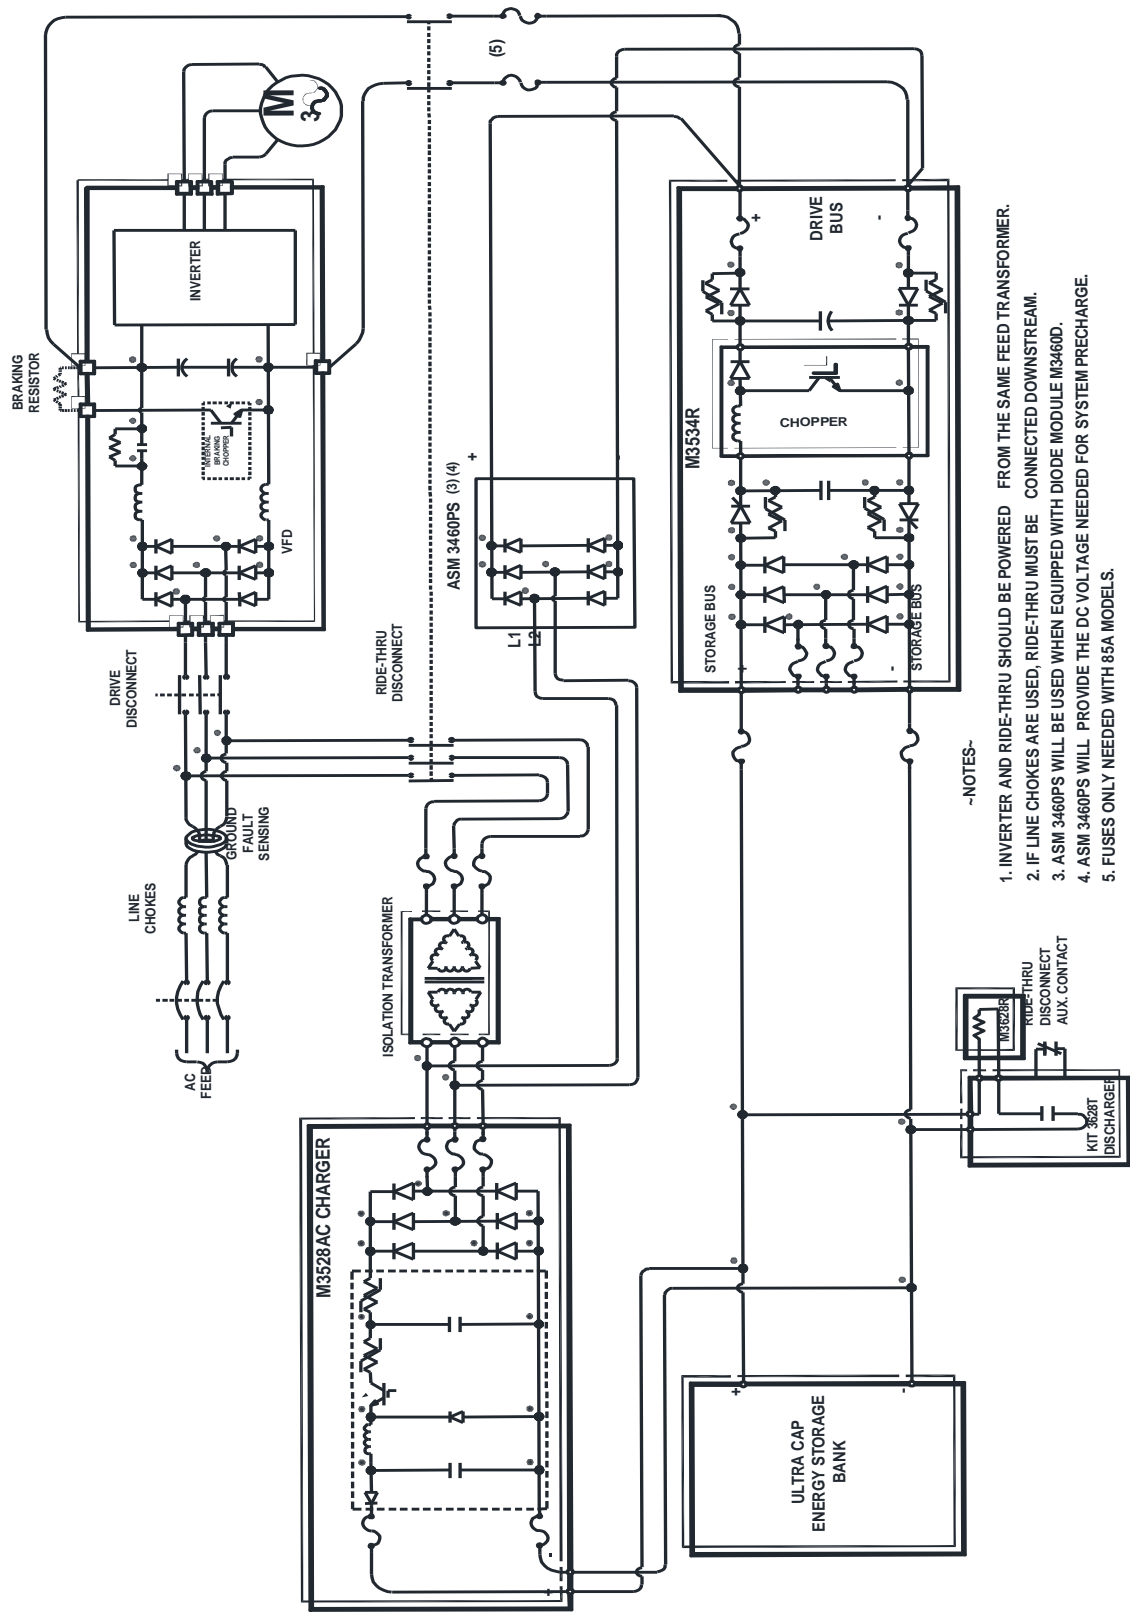 BRAKING
RESISTOR
M
3
INVERTER
INTERNAL
BRAKING
CHOPPER
VFD
DRIVE
DISCONNECT
GROUND
FAULT
SENSING
LINE
CHOKES
AC
FEED
(5)
ASM 3460PS (3) (4)
+
L1
L2
RIDE-THRU
DISCONNECT
ISOLATION TRANSFORMER
M3528AC CHARGER
+
-
M3534R
DRIVE
BUS
+
-
CHOPPER
STORAGE BUS
+
STORAGE BUS
-
ULTRA CAP
ENERGY STORAGE
BANK
+
-
M3628R
RIDE-THRU
DISCONNECT
AUX. CONTACT
KIT 3628T
DISCHARGER
~NOTES~
1. INVERTER AND RIDE-THRU SHOULD BE POWERED FROM THE SAME FEED TRANSFORMER.
2. IF LINE CHOKES ARE USED, RIDE-THRU MUST BE CONNECTED DOWNSTREAM.
3. ASM 3460PS WILL BE USED WHEN EQUIPPED WITH DIODE MODULE M3460D.
4. ASM 3460PS WILL PROVIDE THE DC VOLTAGE NEEDED FOR SYSTEM PRECHARGE.
5. FUSES ONLY NEEDED WITH 85A MODELS.